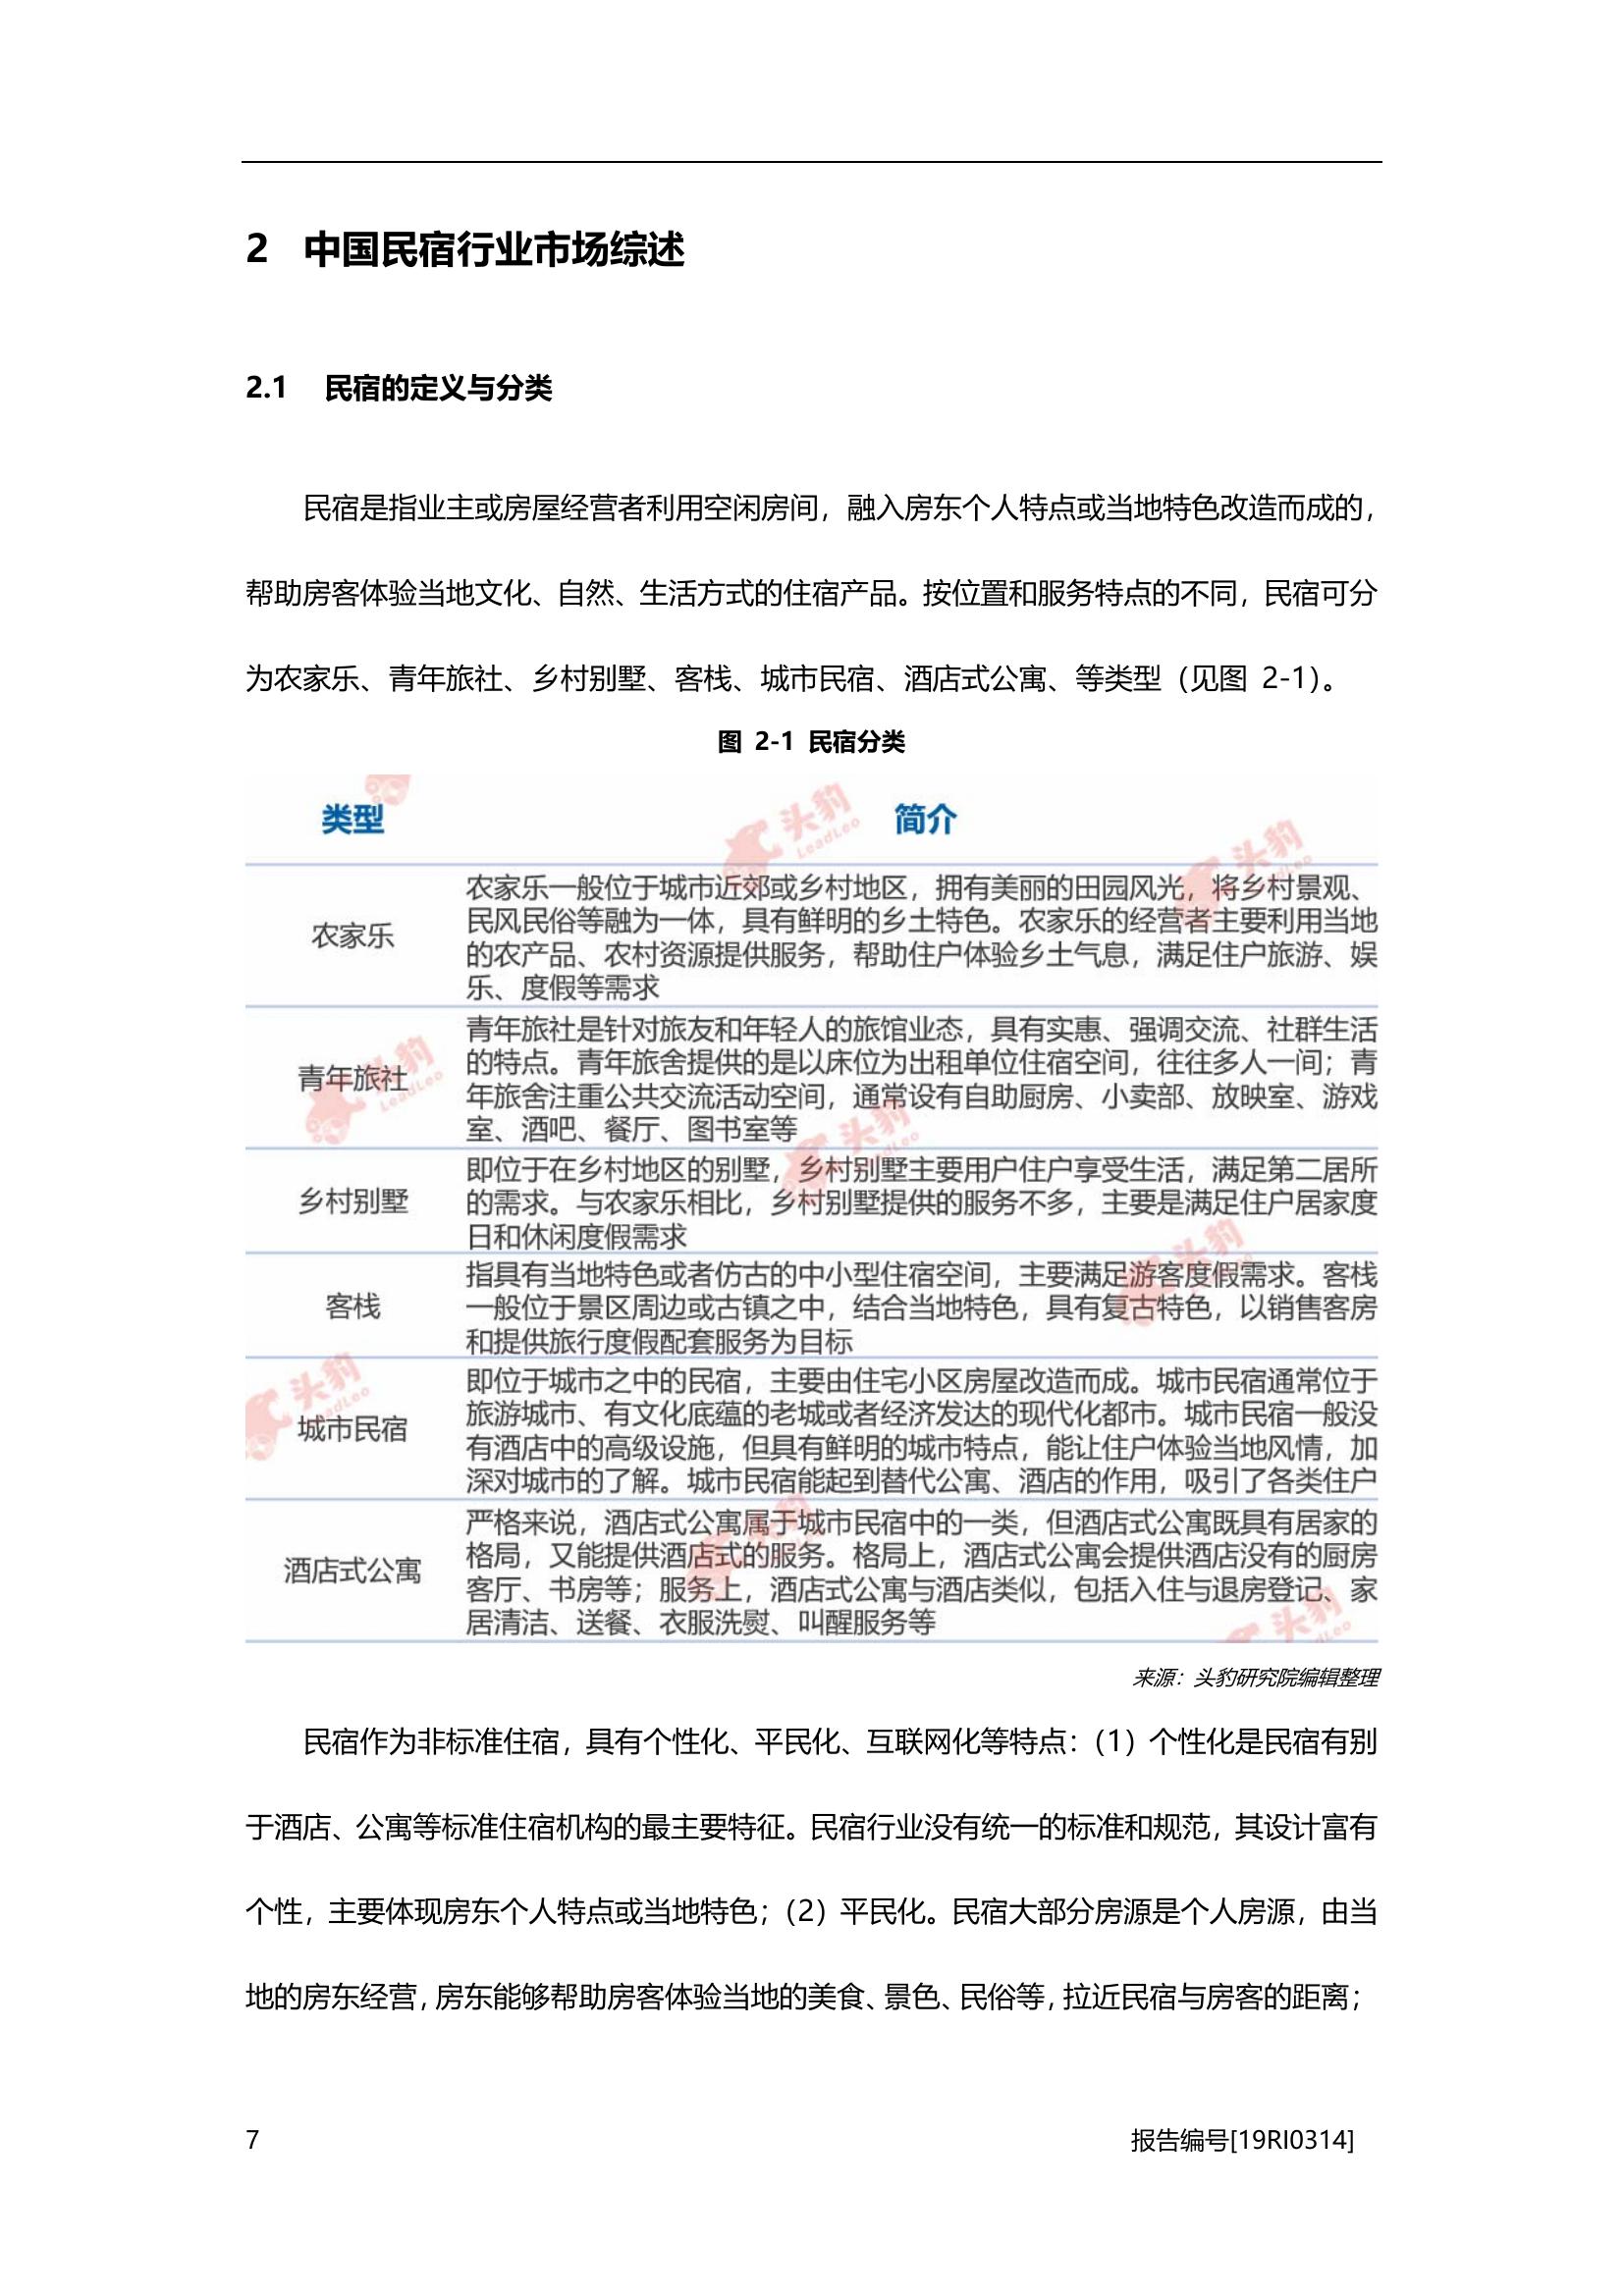 2 中国民宿行业市场综述
2.1 民宿的定义与分类
民宿是指业主或房屋经营者利用空闲房间，融入房东个人特点或当地特色改造而成的，
帮助房客体验当地文化、自然、生活方式的住宿产品。按位置和服务特点的不同，民宿可分
为农家乐、青年旅社、乡村别墅、客栈、城市民宿、酒店式公寓、等类型（见图 2-1）。
图 2-1 民宿分类
类型 简介
农家乐
农家乐一般位于城市近郊或乡村地区，拥有美丽的田园风光，将乡村景观、
民风民俗等融为一体，具有鲜明的乡土特色。农家乐的经营者主要利用当地
的农产品、农村资源提供服务，帮助住户体验乡土气息，满足住户旅游、娱
乐、度假等需求
青年旅社
青年旅社是针对旅友和年轻人的旅馆业态，具有实惠、强调交流、社群生活
的特点。青年旅舍提供的是以床位为出租单位住宿空间，往往多人一间；青
年旅舍注重公共交流活动空间，通常设有自助厨房、小卖部、放映室、游戏
室、酒吧、餐厅、图书室等
乡村别墅
即位于在乡村地区的别墅，乡村别墅主要用户住户享受生活，满足第二居所
的需求。与农家乐相比，乡村别墅提供的服务不多，主要是满足住户居家度
日和休闲度假需求
客栈
指具有当地特色或者仿古的中小型住宿空间，主要满足游客度假需求。客栈
一般位于景区周边或古镇之中，结合当地特色，具有复古特色，以销售客房
和提供旅行度假配套服务为目标
城市民宿
即位于城市之中的民宿，主要由住宅小区房屋改造而成。城市民宿通常位于
旅游城市、有文化底蕴的老城或者经济发达的现代化都市。城市民宿一般没
有酒店中的高级设施，但具有鲜明的城市特点，能让住户体验当地风情，加
深对城市的了解。城市民宿能起到替代公寓、酒店的作用，吸引了各类住户
酒店式公寓
严格来说，酒店式公寓属于城市民宿中的一类，但酒店式公寓既具有居家的
格局，又能提供酒店式的服务。格局上，酒店式公寓会提供酒店没有的厨房
客厅、书房等；服务上，酒店式公寓与酒店类似，包括入住与退房登记、家
居清洁、送餐、衣服洗熨、叫醒服务等
头豹
LeadLeo
来源：头豹研究院编辑整理
民宿作为非标准住宿，具有个性化、平民化、互联网化等特点：（1）个性化是民宿有别
于酒店、公寓等标准住宿机构的最主要特征。民宿行业没有统一的标准和规范，其设计富有
个性，主要体现房东个人特点或当地特色；（2）平民化。民宿大部分房源是个人房源，由当
地的房东经营，房东能够帮助房客体验当地的美食、景色、民俗等，拉近民宿与房客的距离；
7 报告编号[19RI0314]